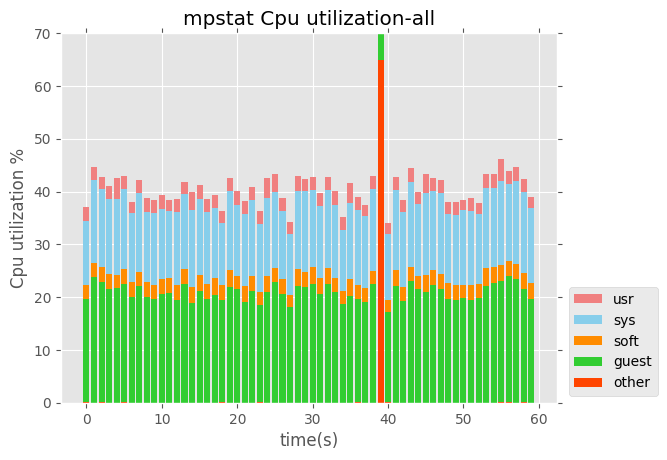 mpstat Cpu utilization-all
Cpu utilization %
70
60
50
40
30
20
10
0
0 10 20 30 40 50 60
time(s)
usr
sys
soft
guest
other